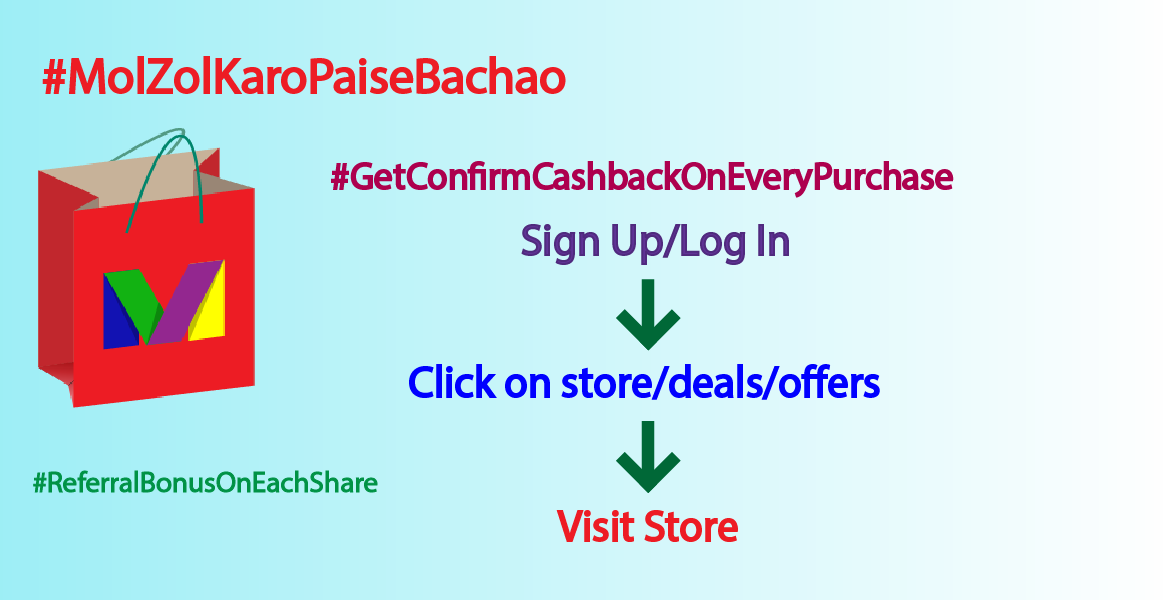 #MolZolKaroPaiseBachao
#GetConfirmCashbackOnEveryPurchase
Sign Up/Log In
Click on store/deals/offers
#ReferralBonusOnEachShare
Visit Store